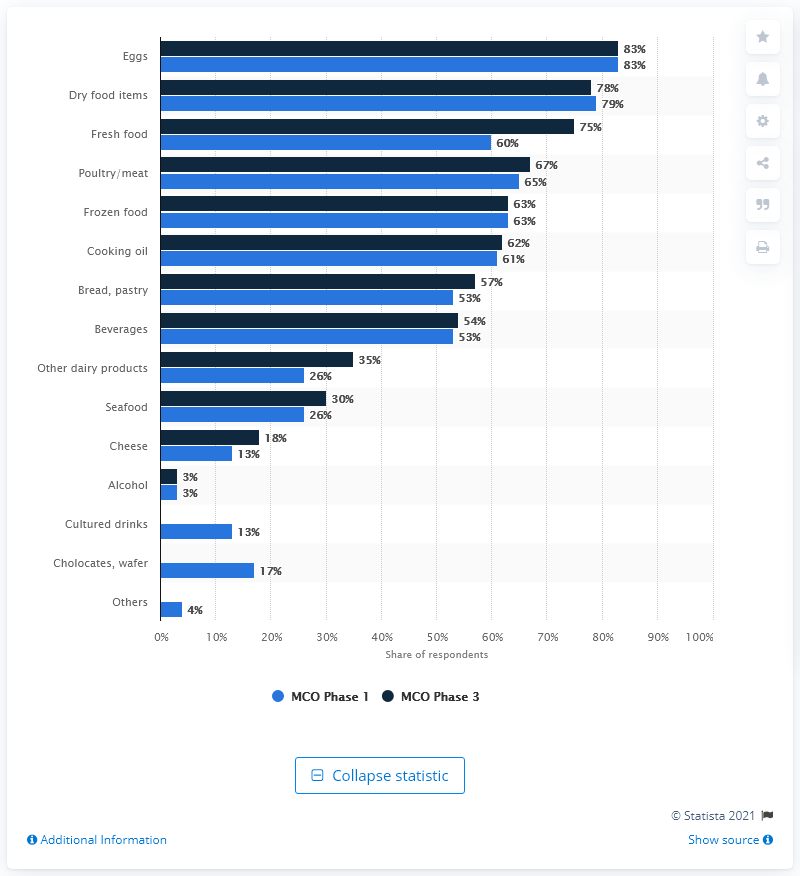 Eggs 83%
83%
Dry food items 78%
79%
Fresh food 75%
60%
Poultry/meat 67%
65%
Frozen food 63%
63%
Cooking oil 62%
61%
Bread, pastry 57%
53%
Beverages 54%
53%
Other dairy products 35%
26%
Seafood 30%
26%
Cheese 18%
13%
Alcohol 3%
3%
Cultured drinks 13%
Cholocates, wafer 17%
Others 4%
0% 10% 20% 30% 40% 50% 60% 70% 80% 90% 100%
Share of respondents
MCO Phase 1 MCO Phase 3
Collapse statistic
© Statista 2021
Additional Information Show source